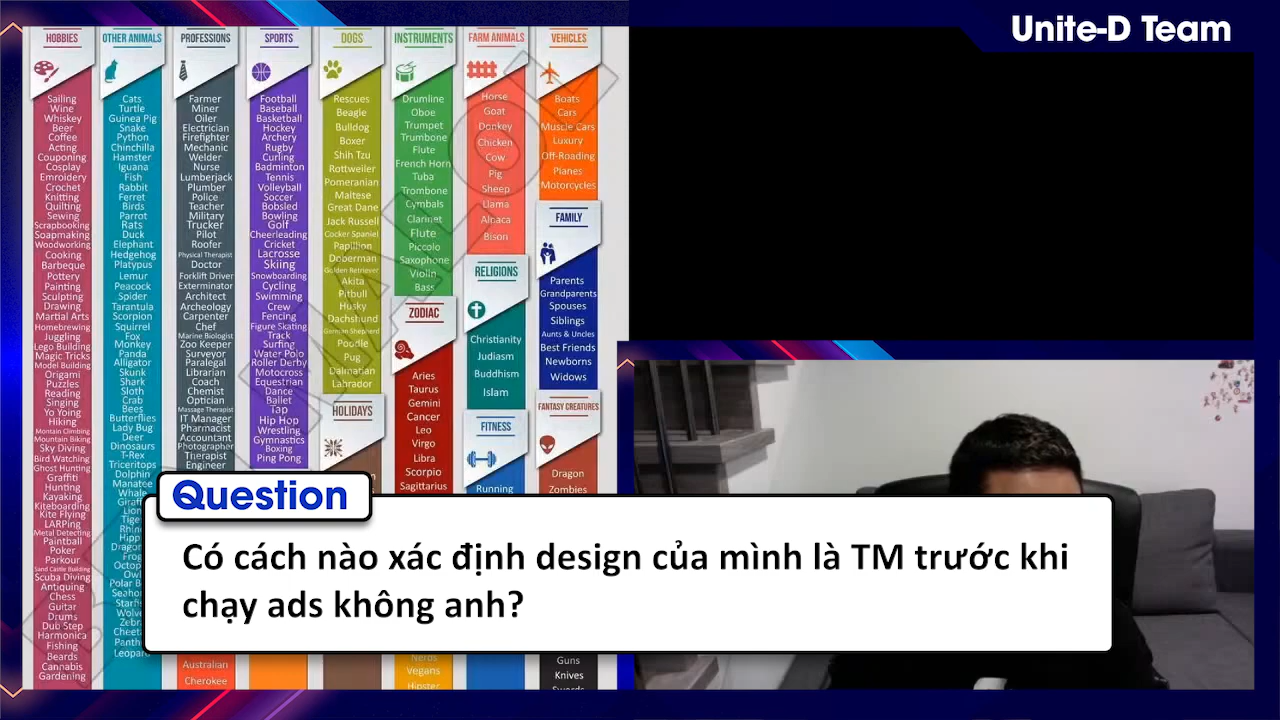 Unite-D Team
HOBBIES
Sailing
Wine
Whiskey
Beer
Coffee
Acting
Couponing
Cosplay
Emroidery
Crochet
Knitting
Quilting
Sewing
Scrapbooking
Soapmaking
Woodworking
Cooking
Barbeque
Pottery
Painting
Sculpting
Drawing
Martial Arts
Homebrewing
Juggling
Lego Building
Magic Tricks
Model Building
Origami
Puzzles
Reading
Singing
Yo Yoing
Hiking
Montain Climbing
Mountain Biking
Sky Diving
Bird Watching
Ghost Hunting
Graffiti
Hunting
Kayaking
Kiteboarding
Kite Flying
LARPing
Metal Detecting
Paintball
Poker
Parkour
Sand Castle Building
Scuba Diving
Antiquing
Chess
Guitar
Drums
Dub Step
Harmonica
Fishing
Beards
Cannabis
Gardening
OTHER ANIMALS
Cats
Turtle
Guinea Pig
Snake
Python
Chinchilla
Hamster
Iguana
Fish
Rabbit
Ferret
Birds
Parrot
Rats
Duck
Elephant
Hedgehog
Platypus
Lemur
Peacock
Spider
Tarantula
Scorpion
Squirrel
Fox
Monkey
Panda
Alligator
Skunk
Shark
Sloth
Crab
Bees
Butterflies
Lady Bug
Deer
Dinosaurs
T-Rex
Triceritops
Dolphin
Manatee
PROFESSIONS
Farmer
Miner
Oiler
Electrician
Firefighter
Mechanic
Welder
Nurse
Lumberjack
Plumber
Police
Teacher
Military
Trucker
Pilot
Roofer
Physical Therapist
Doctor
Forklift Driver
Exterminator
Architect
Archeology
Carpenter
Chef
Marine Biologist
Zoo Keeper
Surveyor
Paralegal
Librarian
Coach
Chemist
Optician
Massage Therapist
IT Manager
Pharmacist
Accountant
Photographer
Therapist
Engineer
Australian
Cherokee
SPORTS
Football
Baseball
Basketball
Hockey
Archery
Rugby
Curling
Badminton
Tennis
Volleyball
Soccer
Bobsled
Bowling
Golf
Cheerleading
Cricket
Lacrosse
Skiing
Snowboarding
Cycling
Swimming
Crew
Fencing
Figure Skating
Track
Surfing
Water Polo
Roller Derby
Motocross
Equestrian
Dance
Ballet
Tap
Hip Hop
Wrestling
Gymnastics
Boxing
Ping Pong
DOGS
Rescues
Beagle
Bulldog
Boxer
Shih Tzu
Rottweiler
Pomeranian
Maltese
Great Dane
Jack Russell
Cocker Spaniel
Papillion
Doberman
Golden Retriever
Akita
Pitbull
Husky
Dachshund
German Shepherd
Poodle
Pug
Dalmatian
Labrador
HOLIDAYS
INSTRUMENTS
Drumline
Oboe
Trumpet
Trumbone
Flute
French Horn
Tuba
Trombone
Cymbals
Clarinet
Flute
Piccolo
Saxophone
Violin
Bass
ZODIAC
Aries
Taurus
Gemini
Cancer
Leo
Virgo
Libra
Scorpio
Sagittarius
Nerds
Vegans
Hipster
FARM ANIMALS
Horse
Goat
Donkey
Chicken
Cow
Pig
Sheep
Llama
Alpaca
Bison
RELIGIONS
Christianity
Judiasm
Buddhism
Islam
FITNESS
Running
VEHICLES
Boats
Cars
Muscle Cars
Luxury
Off-Roading
Planes
Motorcycles
FAMILY
Parents
Grandparents
Spouses
Siblings
Aunts & Uncles
Best Friends
Newborns
Widows
FANTASY CREATURES
Dragon
Zombies
Guns
Knives
Question
Có cách nào xác định design của mình là TM trước khi
chạy ads không anh?